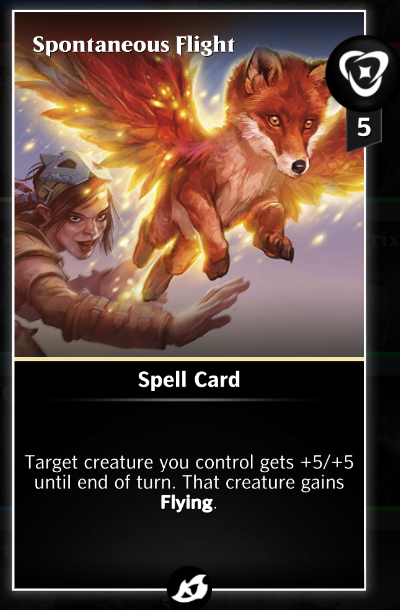 Spontaneous Flight
5
Spell Card
Target creature you control gets +5/+5
until end of turn. That creature gains
Flying.